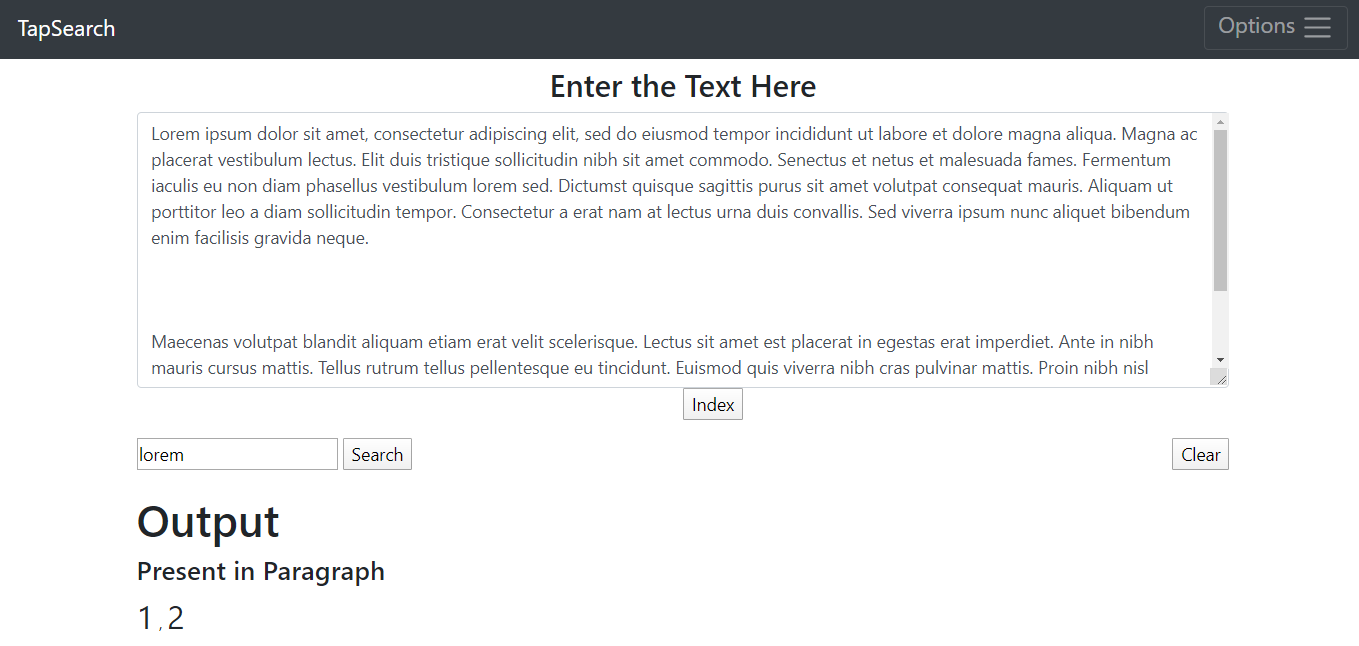 TapSearch
Options
Enter the Text Here
Lorem ipsum dolor sit amet, consectetur adipiscing elit, sed do eiusmod tempor incididunt ut labore et dolore magna aliqua. Magna ac
placerat vestibulum lectus. Elit duis tristique sollicitudin nibh sit amet commodo. Senectus et netus et malesuada fames. Fermentum
iaculis eu non diam phasellus vestibulum lorem sed. Dictumst quisque sagittis purus sit amet volutpat consequat mauris. Aliquam ut
porttitor leo a diam sollicitudin tempor. Consectetur a erat nam at lectus urna duis convallis. Sed viverra ipsum nunc aliquet bibendum
enim facilisis gravida neque.
Maecenas volutpat blandit aliquam etiam erat velit scelerisque. Lectus sit amet est placerat in egestas erat imperdiet. Ante in nibh
mauris cursus mattis. Tellus rutrum tellus pellentesque eu tincidunt. Euismod quis viverra nibh cras pulvinar mattis. Proin nibh nisl
Index
lorem
Search
Clear
Output
Present in Paragraph
1 , 2